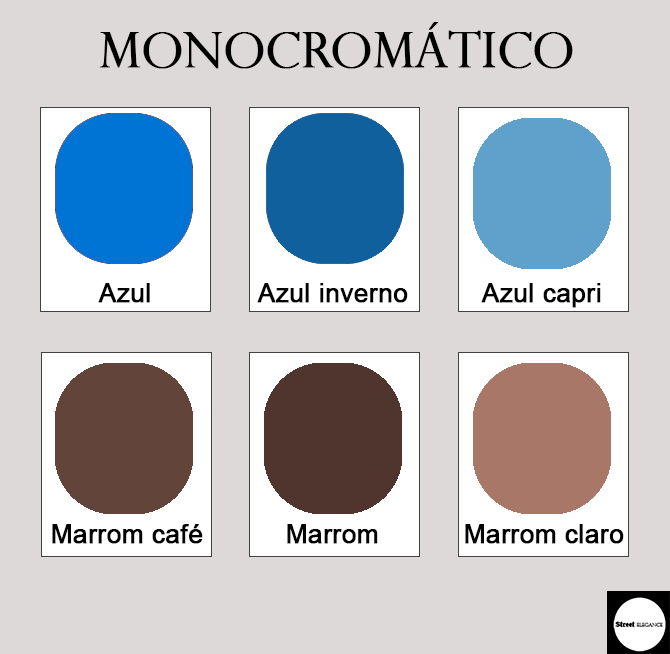 MONOCROMÁTICO
Azul
Azul inverno
Azul capri
Marrom café
Marrom
Marrom claro
Street ELEGANCE